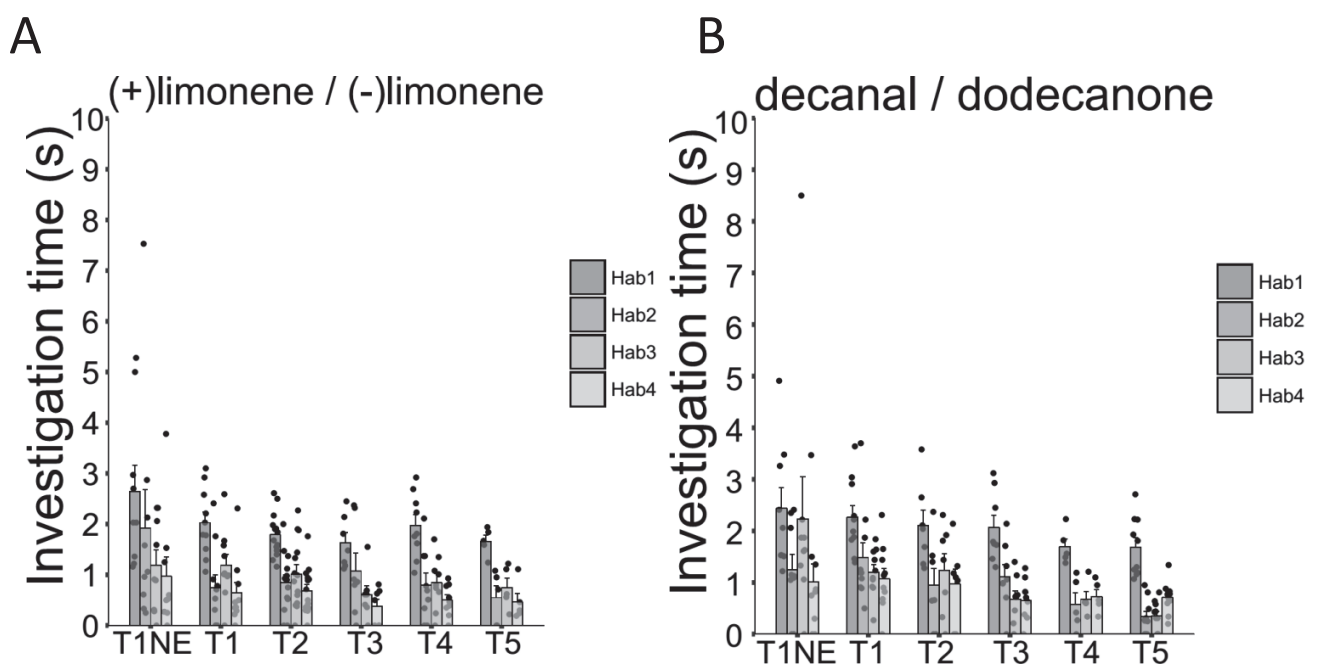 A
(+)limonene / (-)limonene
Investigation time (s)
10
9
8
7
6
5
4
3
2
1
0
T1NE T1 T2 T3 T4 T5
Hab1
Hab2
Hab3
Hab4
B
decanal / dodecanone
Investigation time (s)
10
9
8
7
6
5
4
3
2
1
0
T1NE T1 T2 T3 T4 T5
Hab1
Hab2
Hab3
Hab4